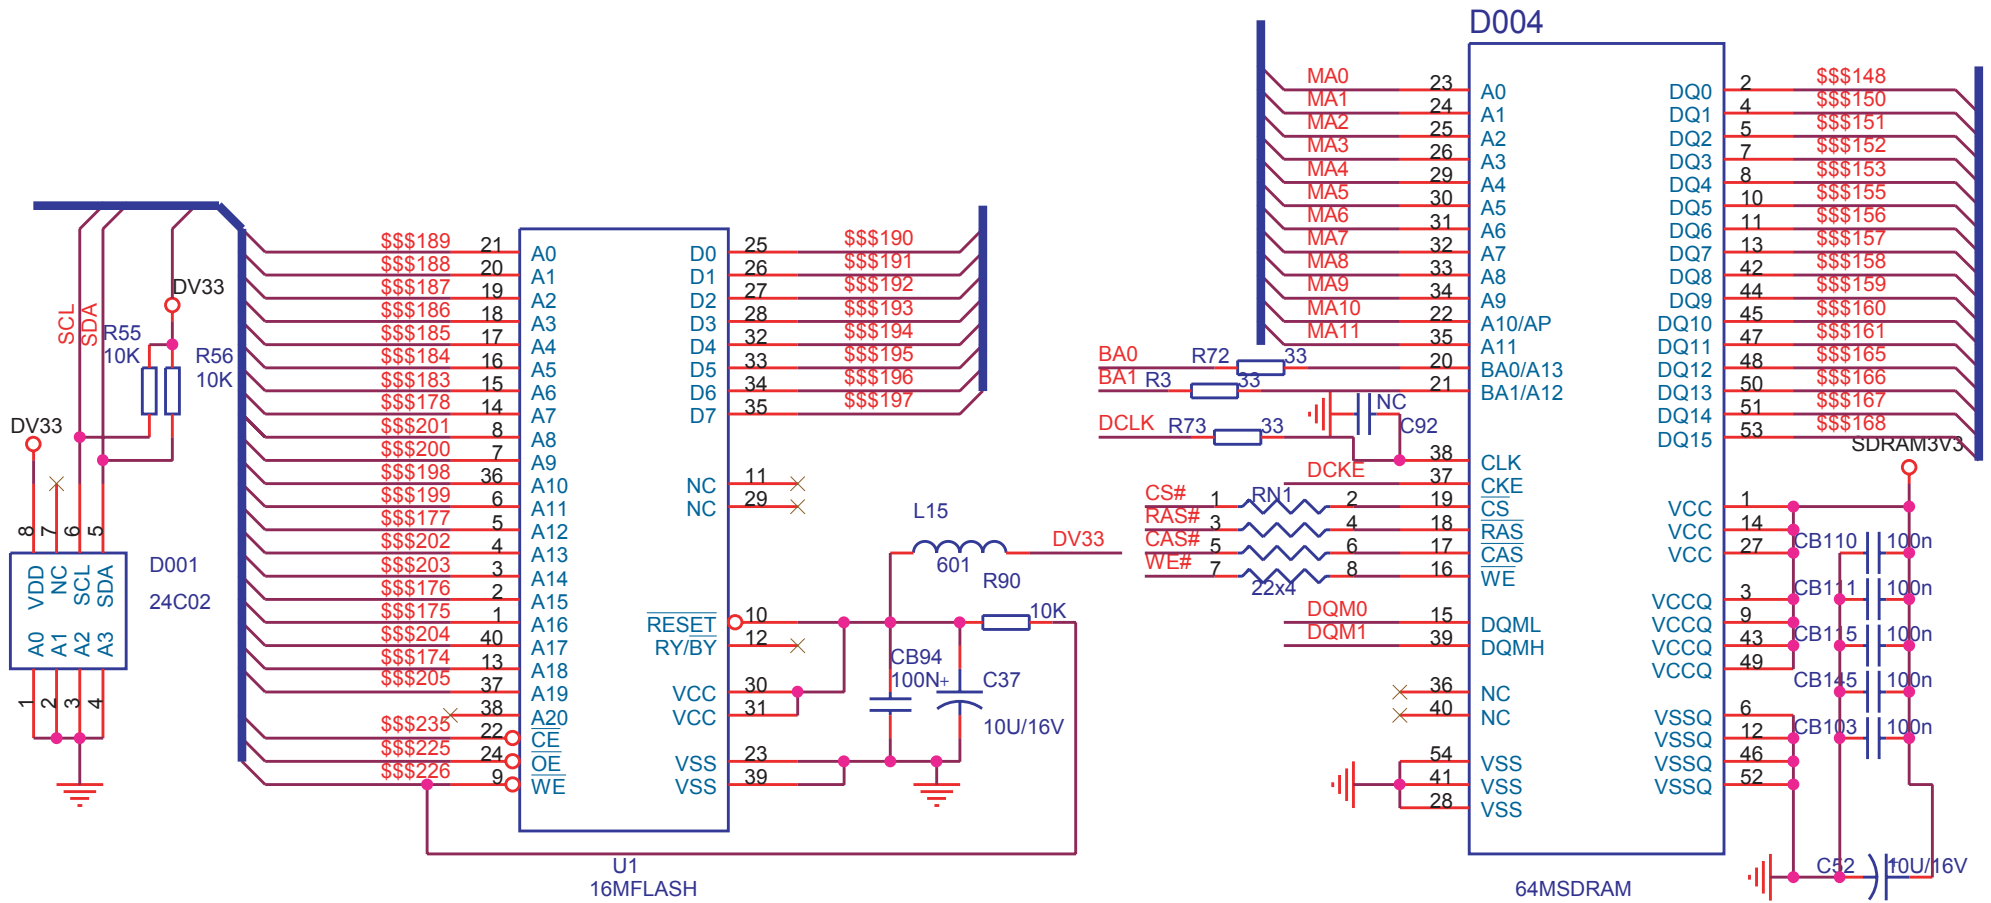 D004
MA0 23 A0 DQ0 2 $$$148
MA1 24 A1 DQ1 4 $$$150
MA2 25 A2 DQ2 5 $$$151
MA3 26 A3 DQ3 7 $$$152
MA4 29 A4 DQ4 8 $$$153
MA5 30 A5 DQ5 10 $$$155
MA6 31 A6 DQ6 11 $$$156
MA7 32 A7 DQ7 13 $$$157
MA8 33 A8 DQ8 42 $$$158
MA9 34 A9 DQ9 44 $$$159
MA10 22 A10/AP DQ10 45 $$$160
MA11 35 A11 DQ11 47 $$$161
BA0 R72 33 20 BA0/A13 DQ12 48 $$$165
BA1 R3 33 21 BA1/A12 DQ13 50 $$$166
NC C92 DQ14 51 $$$167
DQ15 53 $$$168
DCLK R73 33 38 CLK SDRAM3V3
DCKE 37 CKE
CS# 1 RN1 2 19 CS VCC 1
RAS# 3 4 18 RAS VCC 14
CAS# 5 6 17 CAS VCC 27
WE# 7 8 16 WE
22x4
CB110 100n
VCCQ 3 CB111 100n
DQM0 15 DQML VCCQ 9
DQM1 39 DQMH VCCQ 43 CB115 100n
VCCQ 49
36 NC CB145 100n
40 NC VSSQ 6
VSSQ 12 CB103 100n
54 VSS VSSQ 46
41 VSS VSSQ 52
28 VSS
C52 10U/16V
64MSDRAM
$$$189 21 A0 D0 25 $$$190
$$$188 20 A1 D1 26 $$$191
$$$187 19 A2 D2 27 $$$192
$$$186 18 A3 D3 28 $$$193
$$$185 17 A4 D4 32 $$$194
$$$184 16 A5 D5 33 $$$195
$$$183 15 A6 D6 34 $$$196
$$$178 14 A7 D7 35 $$$197
$$$201 8 A8
$$$200 7 A9
$$$198 36 A10 NC 11
$$$199 6 A11 NC 29
$$$177 5 A12
$$$202 4 A13
$$$203 3 A14
$$$176 2 A15
$$$175 1 A16 RESET 10
$$$204 40 A17 RY/BY 12
$$$174 13 A18
$$$205 37 A19 VCC 30
38 A20 VCC 31
$$$235 22 CE
$$$225 24 OE VSS 23
$$$226 9 WE VSS 39
U1
16MFLASH
L15
601
DV33
R90
10K
CB94
100N
+
C37
10U/16V
DV33
SCL
SDA
R55
10K
R56
10K
DV33
8 7 6 5
VDD NC SCL SDA
A0 A1 A2 A3
1 2 3 4
D001
24C02